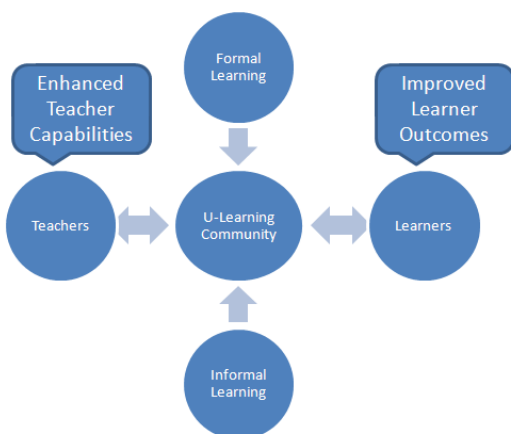 Formal
Learning
Enhanced
Teacher
Capabilities
Improved
Learner
Outcomes
Teachers
U-Learning
Community
Learners
Informal
Learning